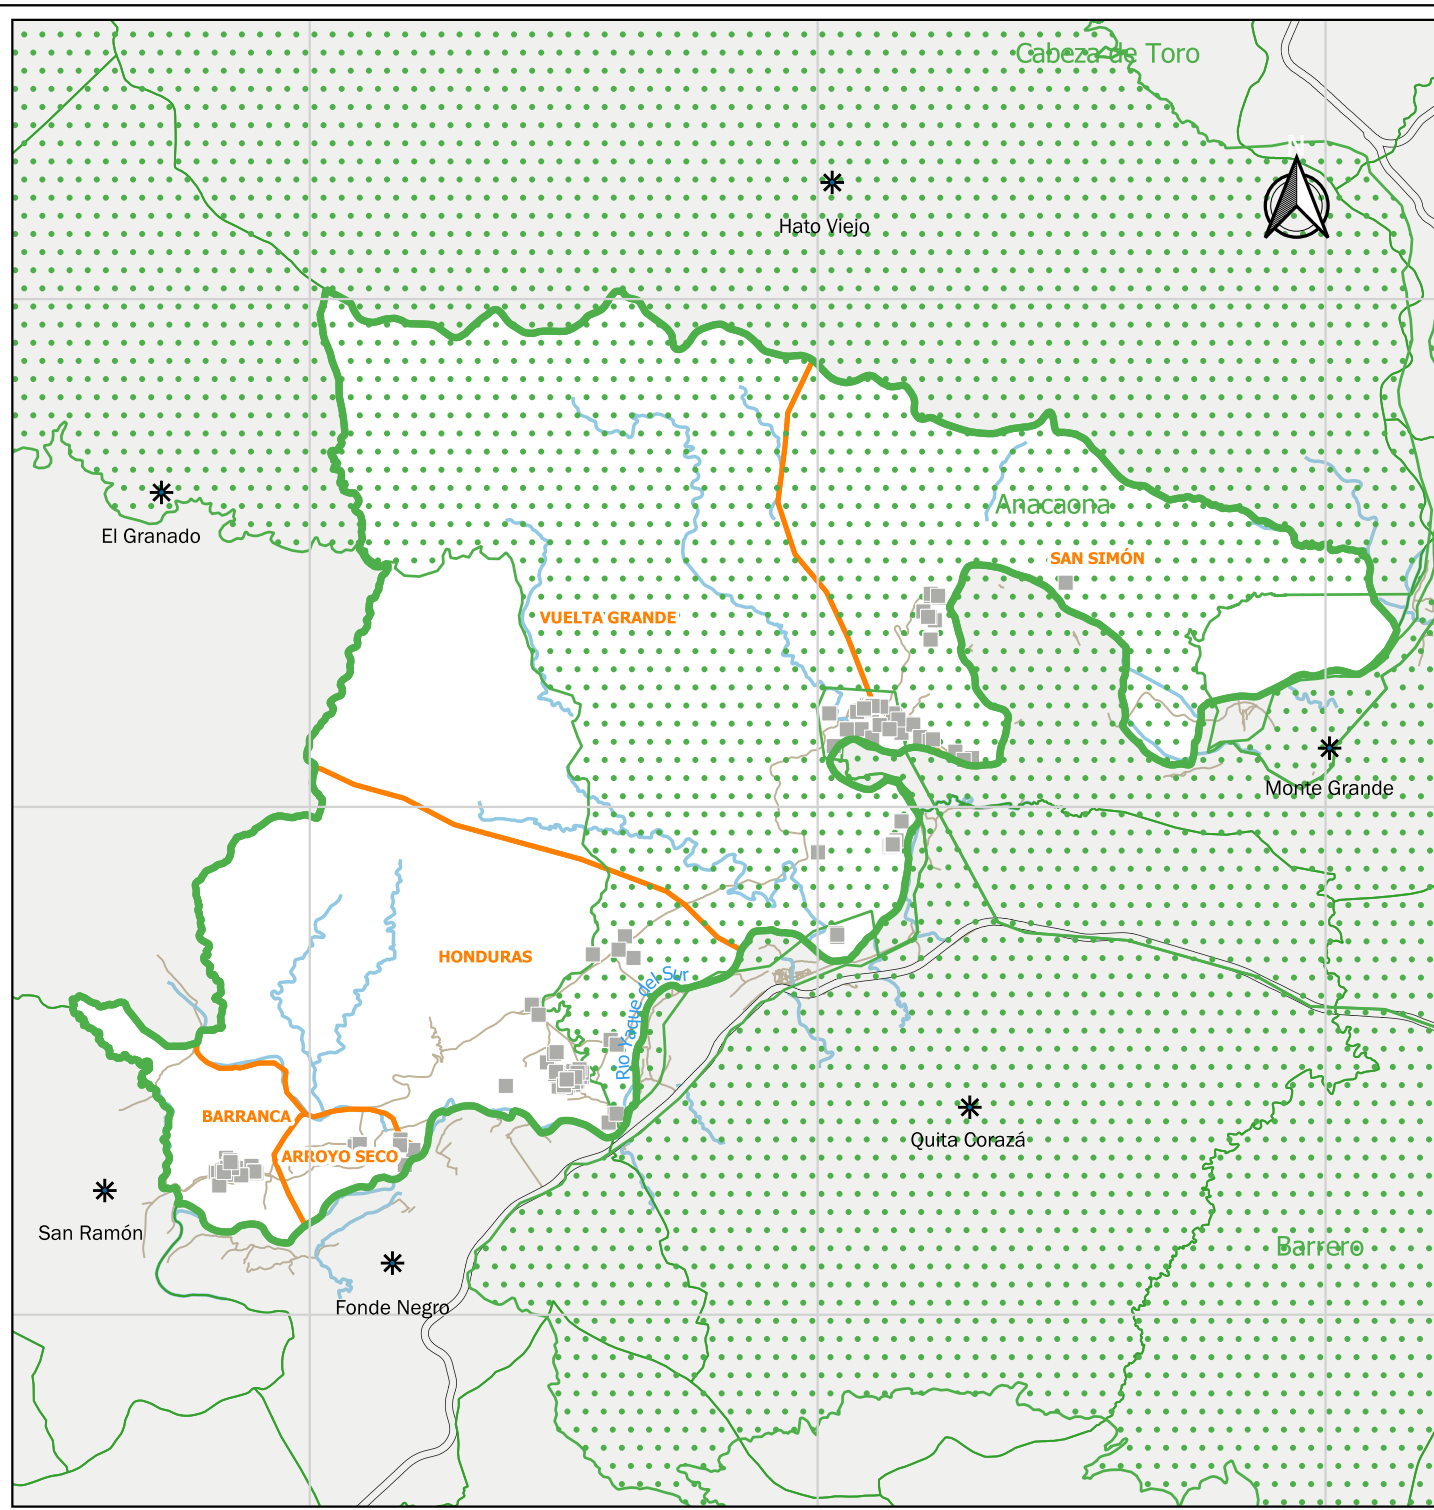 Cabeza de Toro
N
Hato Viejo
Anacaona
El Granado
SAN SIMÓN
VUELTA GRANDE
Monte Grande
HONDURAS
Rio Yaque del Sur
BARRANCA
Quita Corazá
ARROYO SECO
San Ramón
Barrero
Fonde Negro